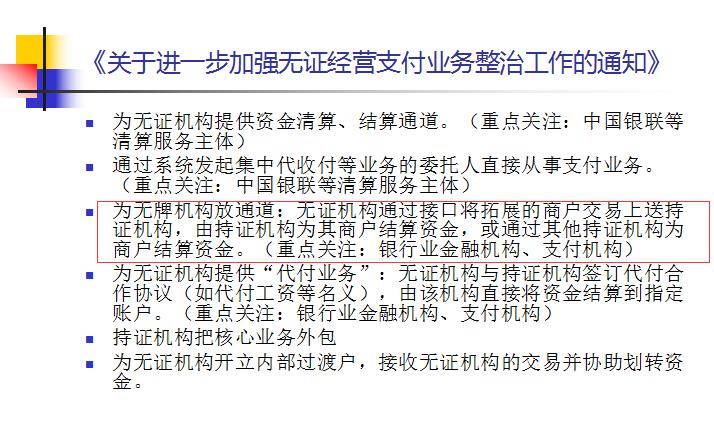 《关于进一步加强无证经营支付业务整治工作的通知》
为无证机构提供资金清算、结算通道。（重点关注：中国银联等
清算服务主体）
通过系统发起集中代收付等业务的委托人直接从事支付业务。
（重点关注：中国银联等清算服务主体）
为无牌机构放通道：无证机构通过接口将拓展的商户交易上送持
证机构，由持证机构为其商户结算资金，或通过其他持证机构为
商户结算资金。（重点关注：银行业金融机构、支付机构）
为无证机构提供“代付业务”：无证机构与持证机构签订代付合
作协议（如代付工资等名义），由该机构直接将资金结算到指定
账户。（重点关注：银行业金融机构、支付机构）
持证机构把核心业务外包
为无证机构开立内部过渡户，接收无证机构的交易并协助划转资
金。